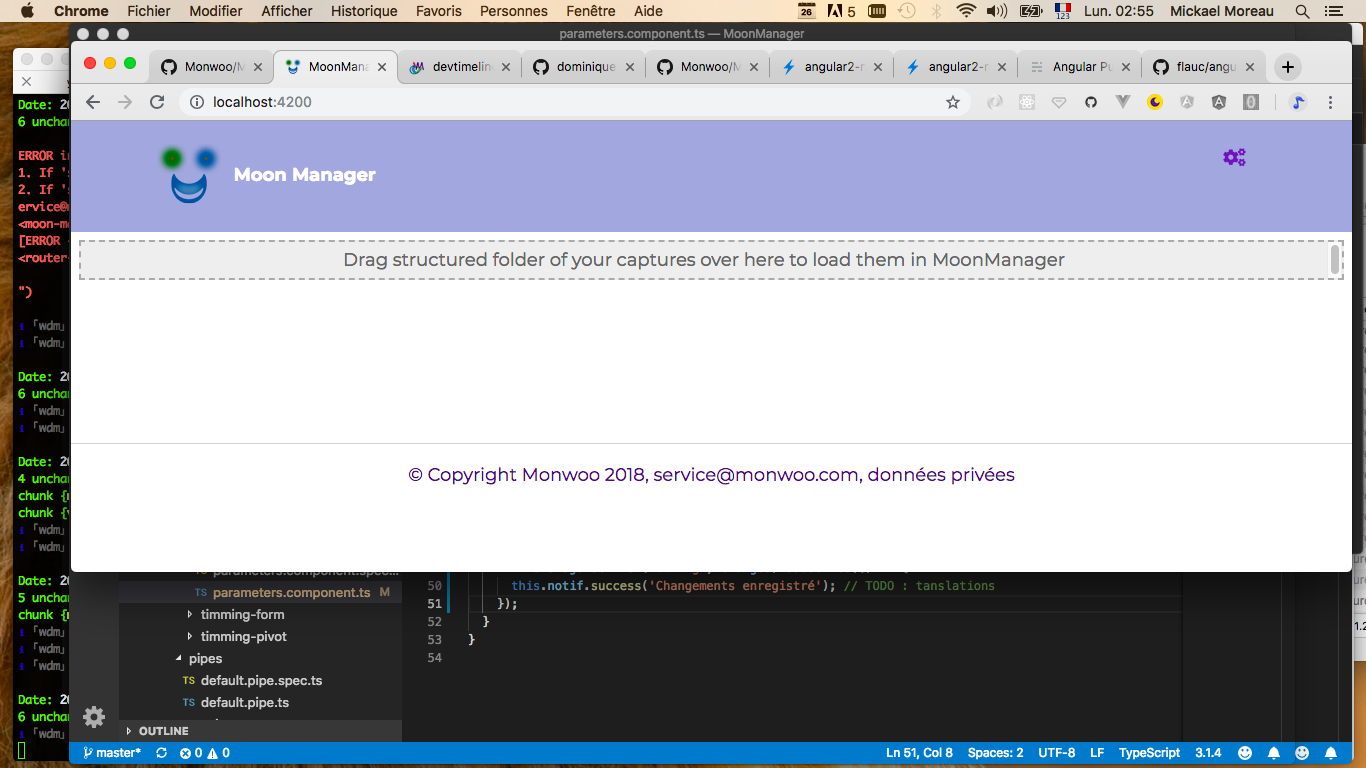 Chrome Fichier Modifier Afficher Historique Favoris Personnes Fenêtre Aide 26 5 123 Lun. 02:55 Mickael Moreau
parameters.component.ts — MoonManager
Monwoo/M MoonMana devtimelin dominique Monwoo/M angular2-n angular2-n Angular Pu flauc/angu
localhost:4200
Moon Manager
Drag structured folder of your captures over here to load them in MoonManager
© Copyright Monwoo 2018, service@monwoo.com, données privées
Date: 20
6 unchan
ERROR in
1. If '
2. If '
ervice@
<moon-m
[ERROR
<router-
")
i 「wdm」
i 「wdm」
Date: 20
6 unchan
i 「wdm」
i 「wdm」
Date: 20
4 unchan
chunk {
chunk {
i 「wdm」
i 「wdm」
Date: 20
5 unchan
chunk {
i 「wdm」
i 「wdm」
i 「wdm」
Date: 20
6 unchan
i 「wdm」
parameters.component.spec...
TS parameters.component.ts M
timming-form
timming-pivot
pipes
TS default.pipe.spec.ts
TS default.pipe.ts
OUTLINE
50 this.notif.success('Changements enregistré'); // TODO : tanslations
51 });
52 }
53 }
54
master* 0 0 Ln 51, Col 8 Spaces: 2 UTF-8 LF TypeScript 3.1.4